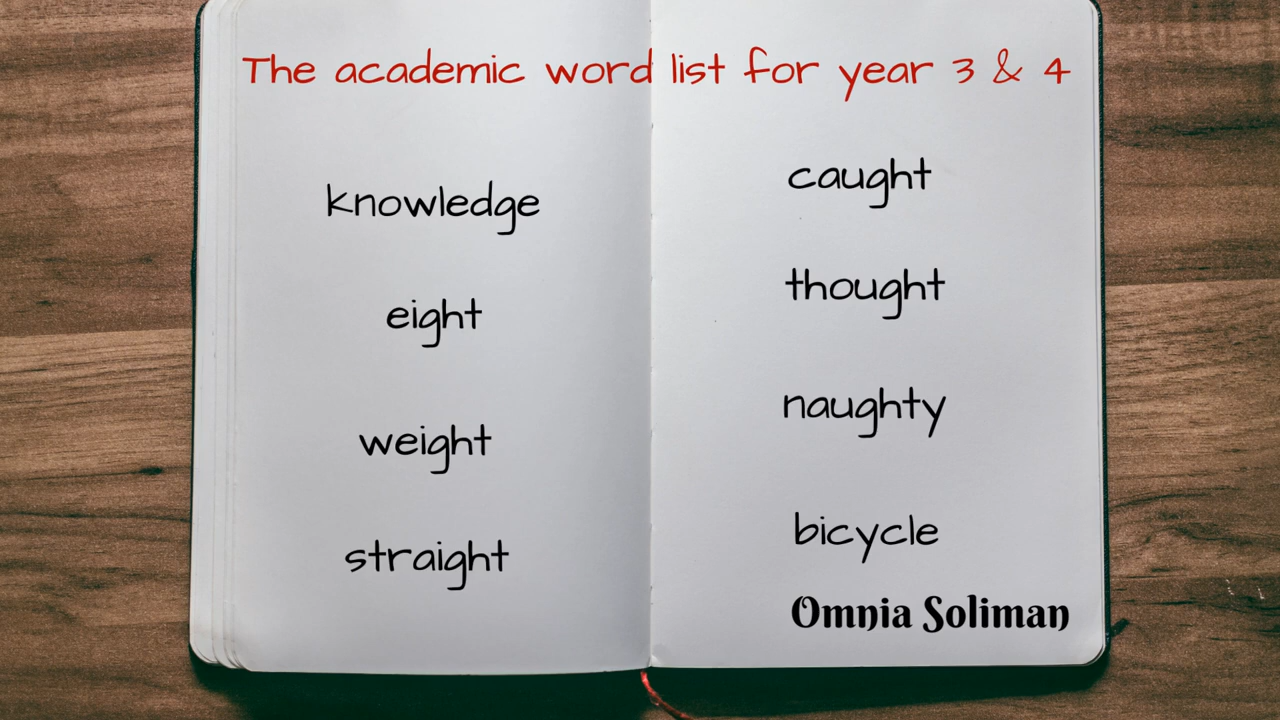 The academic word list for year 3 & 4
knowledge
eight
weight
straight
caught
thought
naughty
bicycle
Omnia Soliman